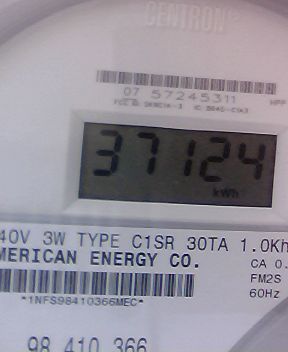 CENTRON®
07 57245311
37124
kWh
40V 3W TYPE C1SR 30TA 1.0Kh
MERICAN ENERGY CO.
CA 0.
FM2S
60Hz
*1NFS98410366MEC*
98 410 366